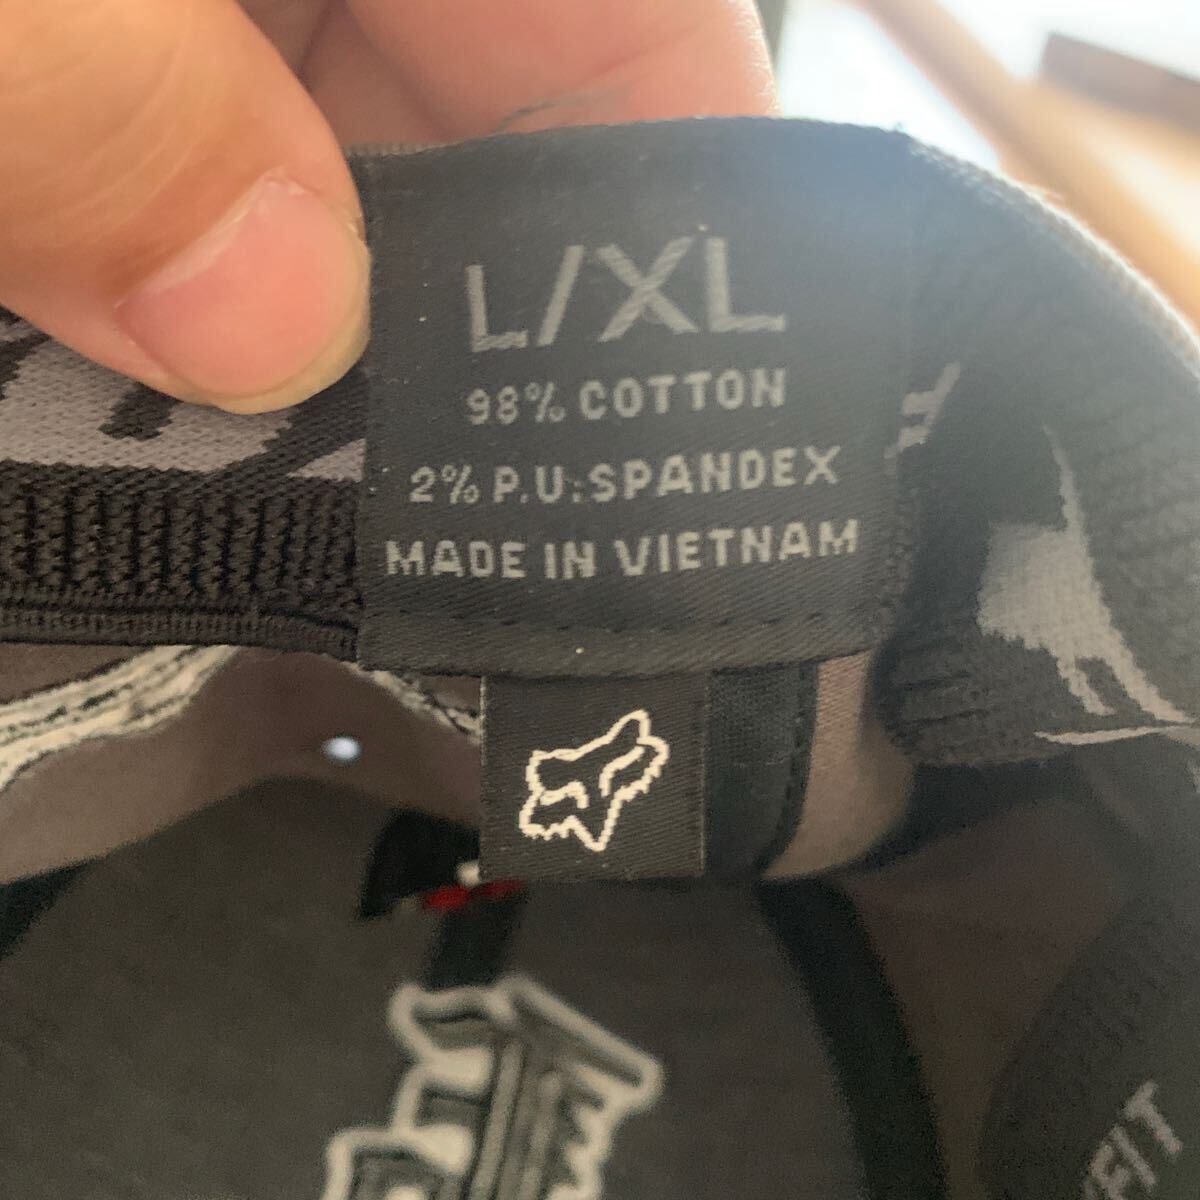 L/XL
98% COTTON
2% P.U.SPANDEX
MADE IN VIETNAM